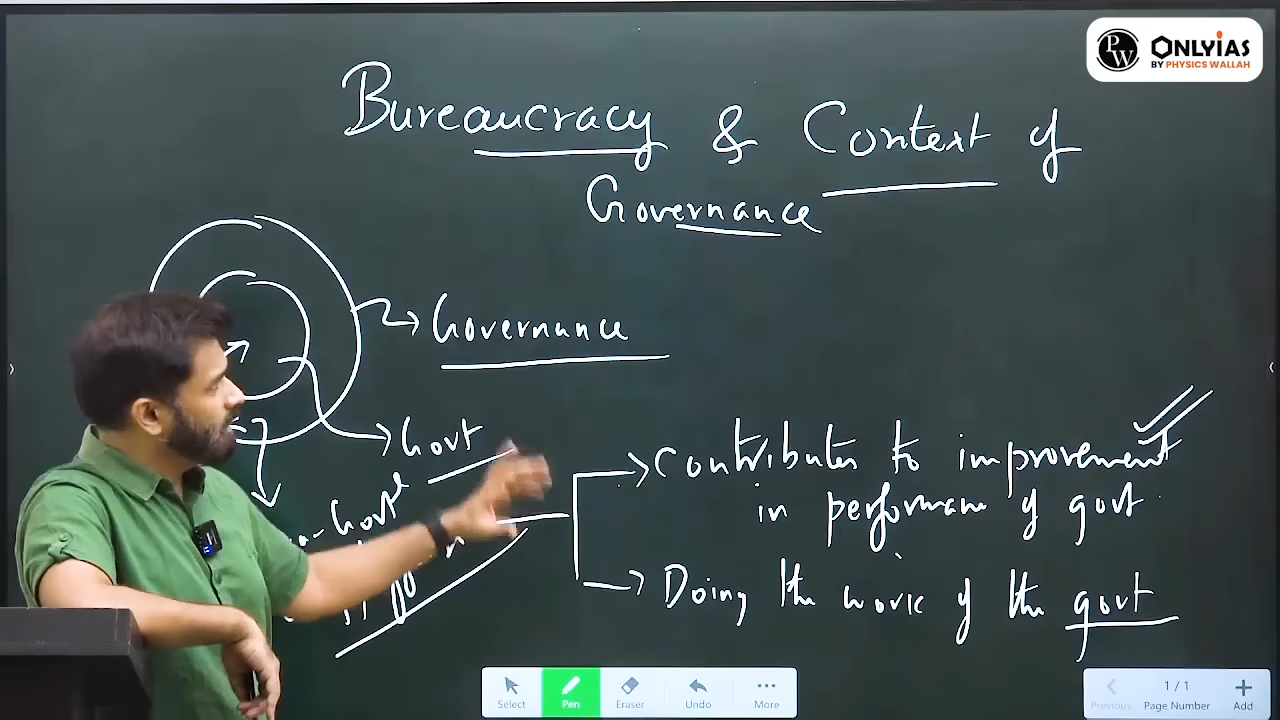 PW ONLYIAS
BY PHYSICS WALLAH
Bureaucracy & Context of
Governance
Governance
Govt
Contributes to improvement
in performance of govt
Doing the work of the govt
Select
Pen
Eraser
Undo
More
Previous
1 / 1
Page Number
Add